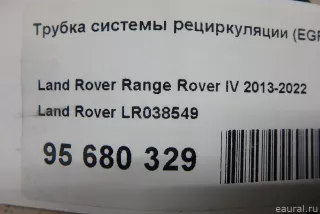 Трубка системы рециркуляции (EGR
Land Rover Range Rover IV 2013-2022
Land Rover LR038549
95 680 329
eaural.ru